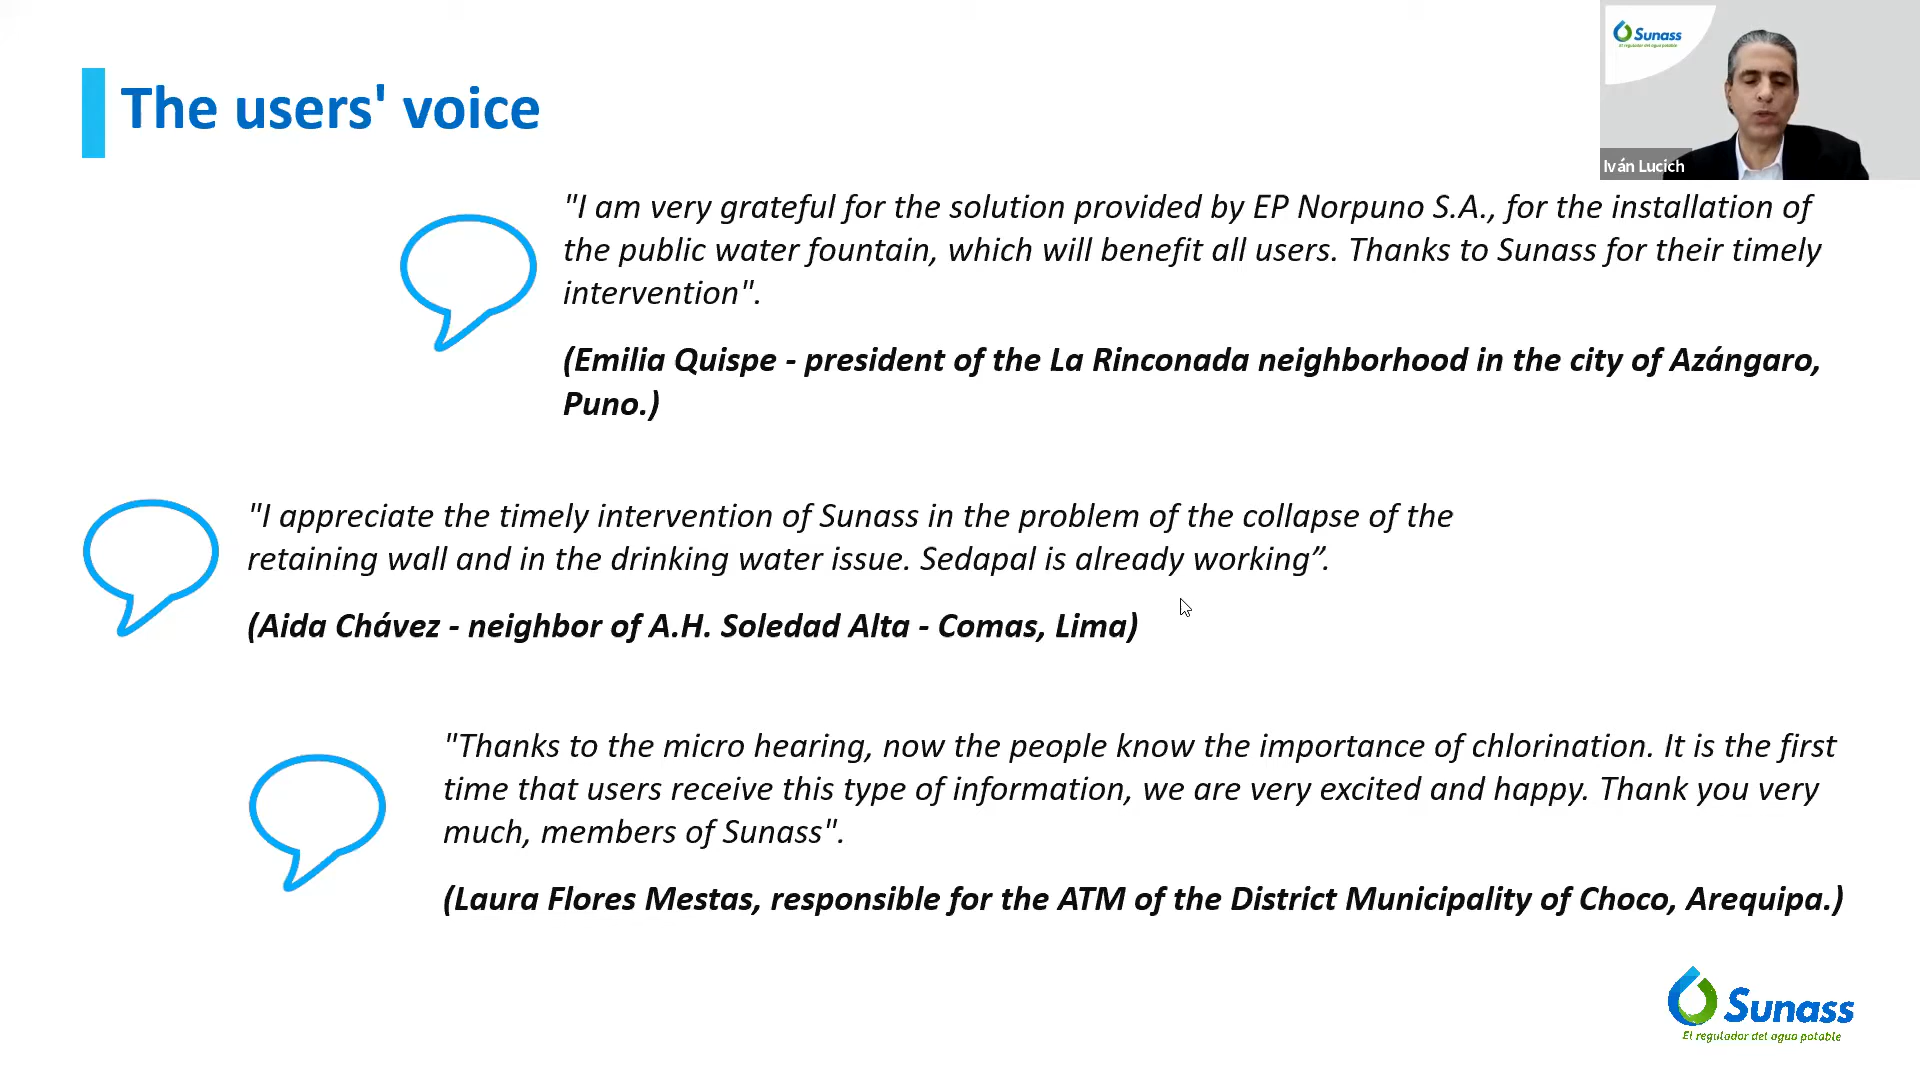 The users' voice
Sunass
El regulador del agua potable
Iván Lucich
"I am very grateful for the solution provided by EP Norpuno S.A., for the installation of
the public water fountain, which will benefit all users. Thanks to Sunass for their timely
intervention".
(Emilia Quispe - president of the La Rinconada neighborhood in the city of Azángaro,
Puno.)
"I appreciate the timely intervention of Sunass in the problem of the collapse of the
retaining wall and in the drinking water issue. Sedapal is already working”.
(Aida Chávez - neighbor of A.H. Soledad Alta - Comas, Lima)
"Thanks to the micro hearing, now the people know the importance of chlorination. It is the first
time that users receive this type of information, we are very excited and happy. Thank you very
much, members of Sunass".
(Laura Flores Mestas, responsible for the ATM of the District Municipality of Choco, Arequipa.)
Sunass
El regulador del agua potable